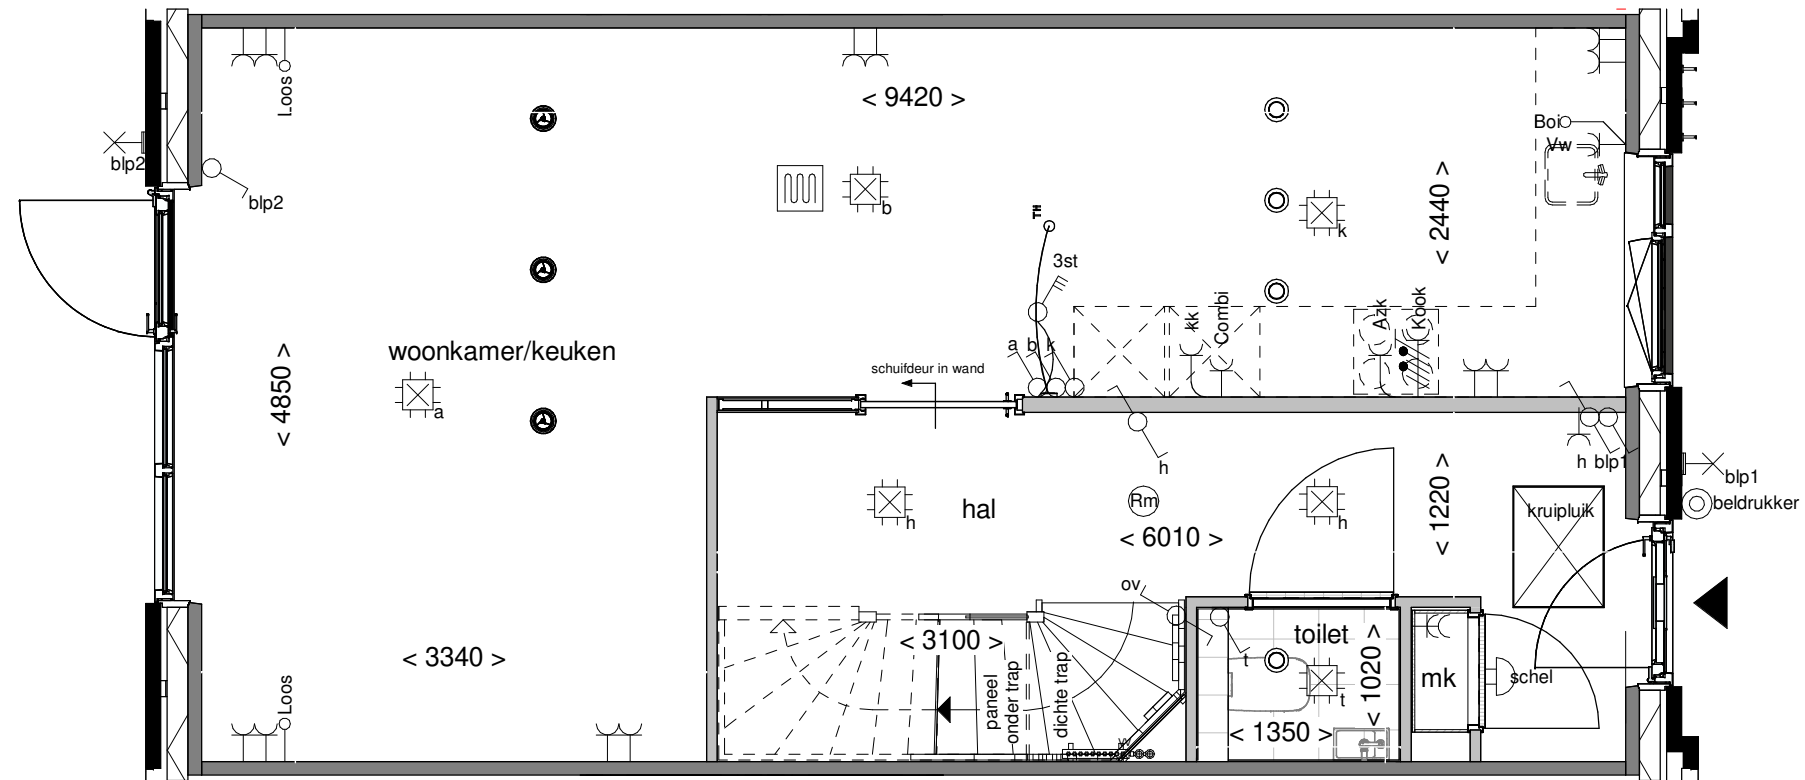 Loos
< 9420 >
Boi
Vw
blp2
blp2
b
k
< 2440 >
TH
3st
kk
Combi
Azk
Kook
woonkamer/keuken
a b k
schuifdeur in wand
< 4850 >
a
h
h blp1
blp1
beldrukker
h
hal
Rm
h
< 6010 >
< 1220 >
kruipluik
ov
< 3100 >
toilet
t
< 1020 >
< 3340 >
paneel
onder trap
dichte trap
mk
schel
Loos
t
< 1350 >